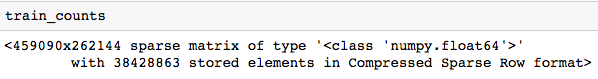 train_counts
<459090x262144 sparse matrix of type '<class 'numpy.float64'>'
with 38428863 stored elements in Compressed Sparse Row format>